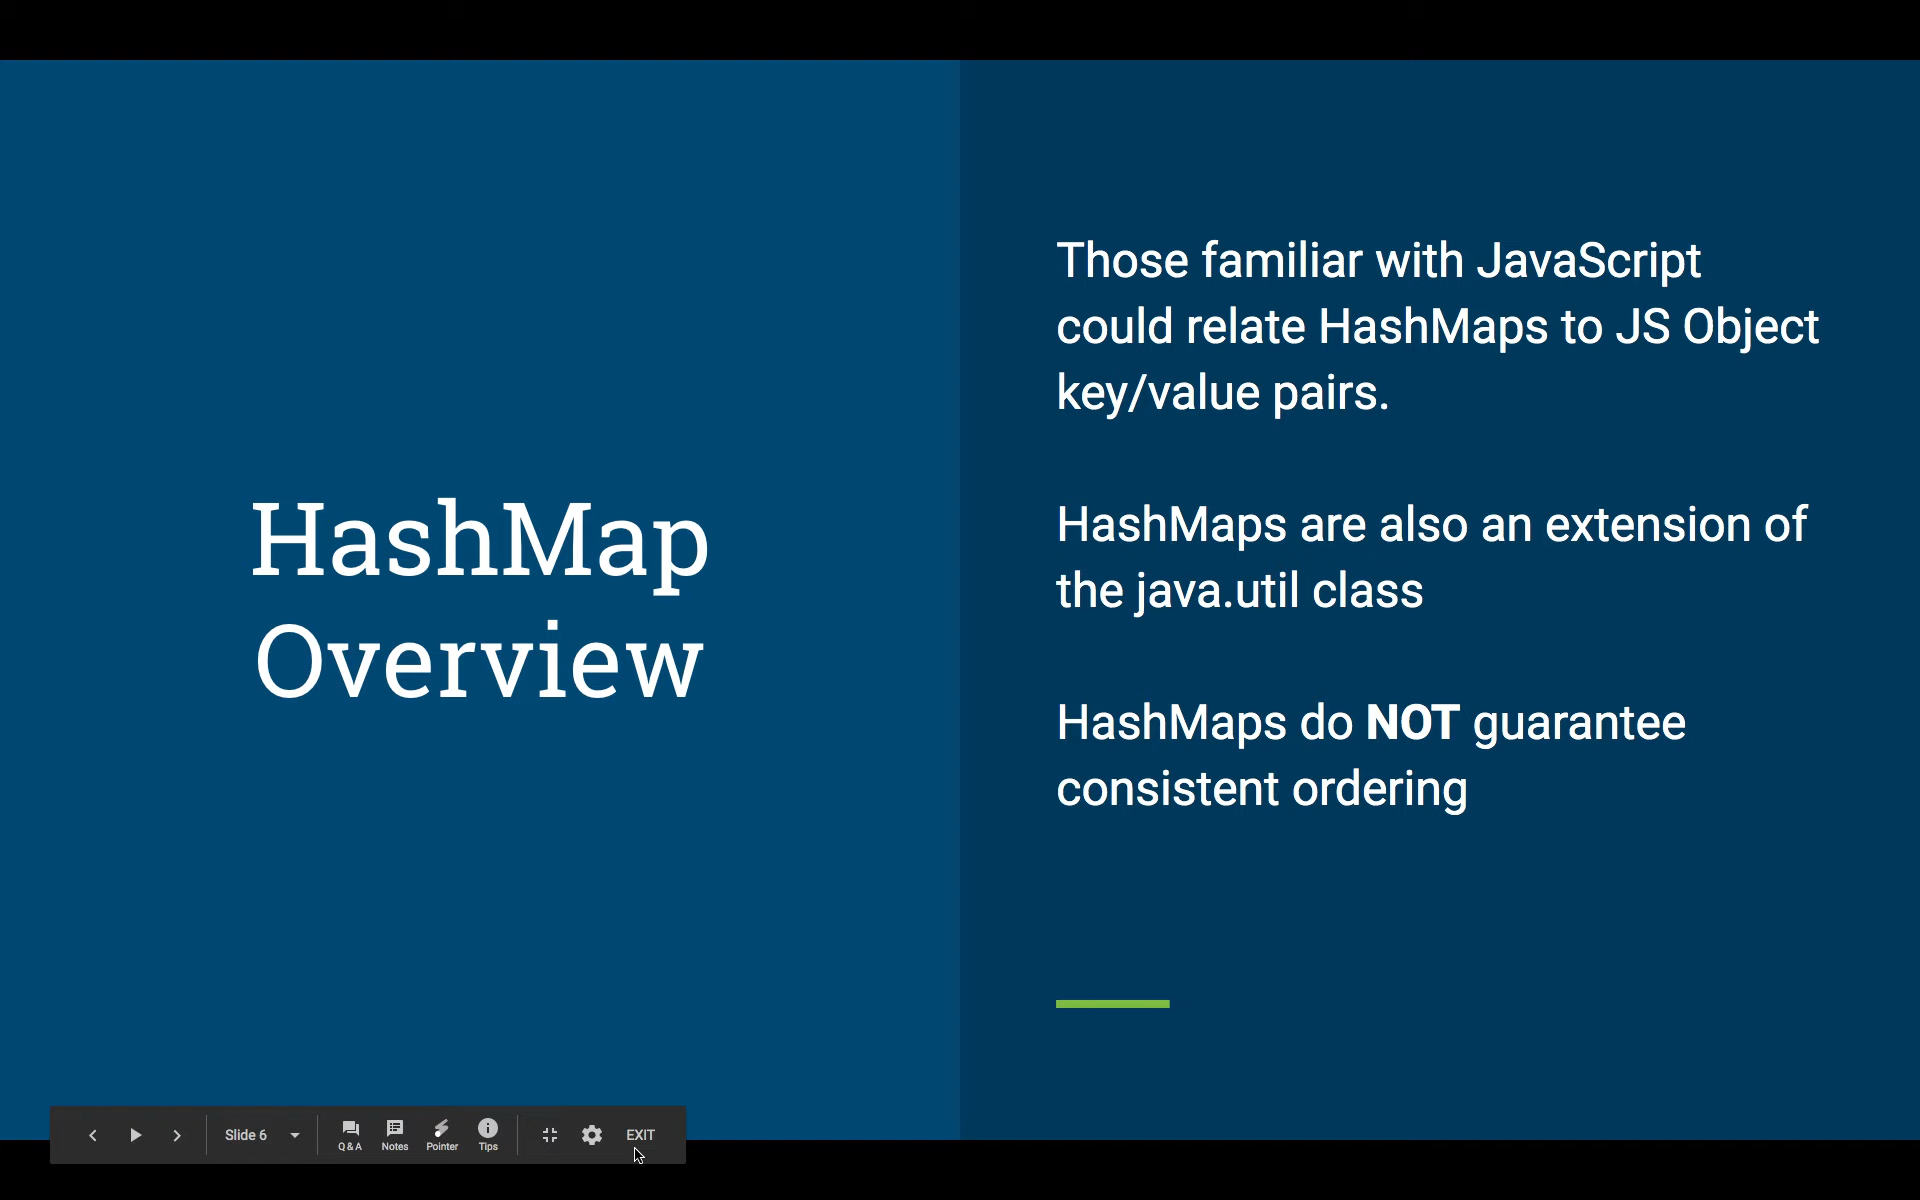 HashMap
Overview
Those familiar with JavaScript
could relate HashMaps to JS Object
key/value pairs.
HashMaps are also an extension of
the java.util class
HashMaps do NOT guarantee
consistent ordering
Slide 6
Q&A
Notes
Pointer
Tips
EXIT